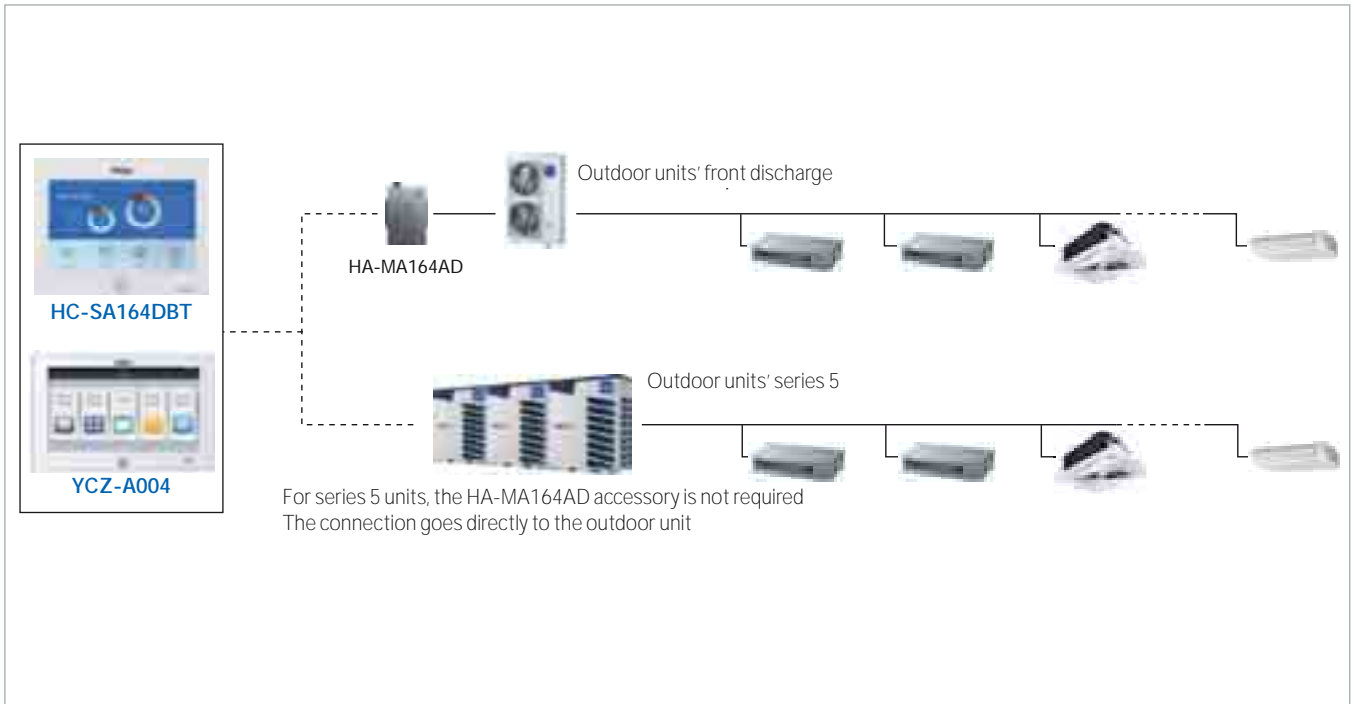 Outdoor units' front discharge
HA-MA164AD
HC-SA164DBT
Outdoor units' series 5
YCZ-A004
For series 5 units, the HA-MA164AD accessory is not required
The connection goes directly to the outdoor unit